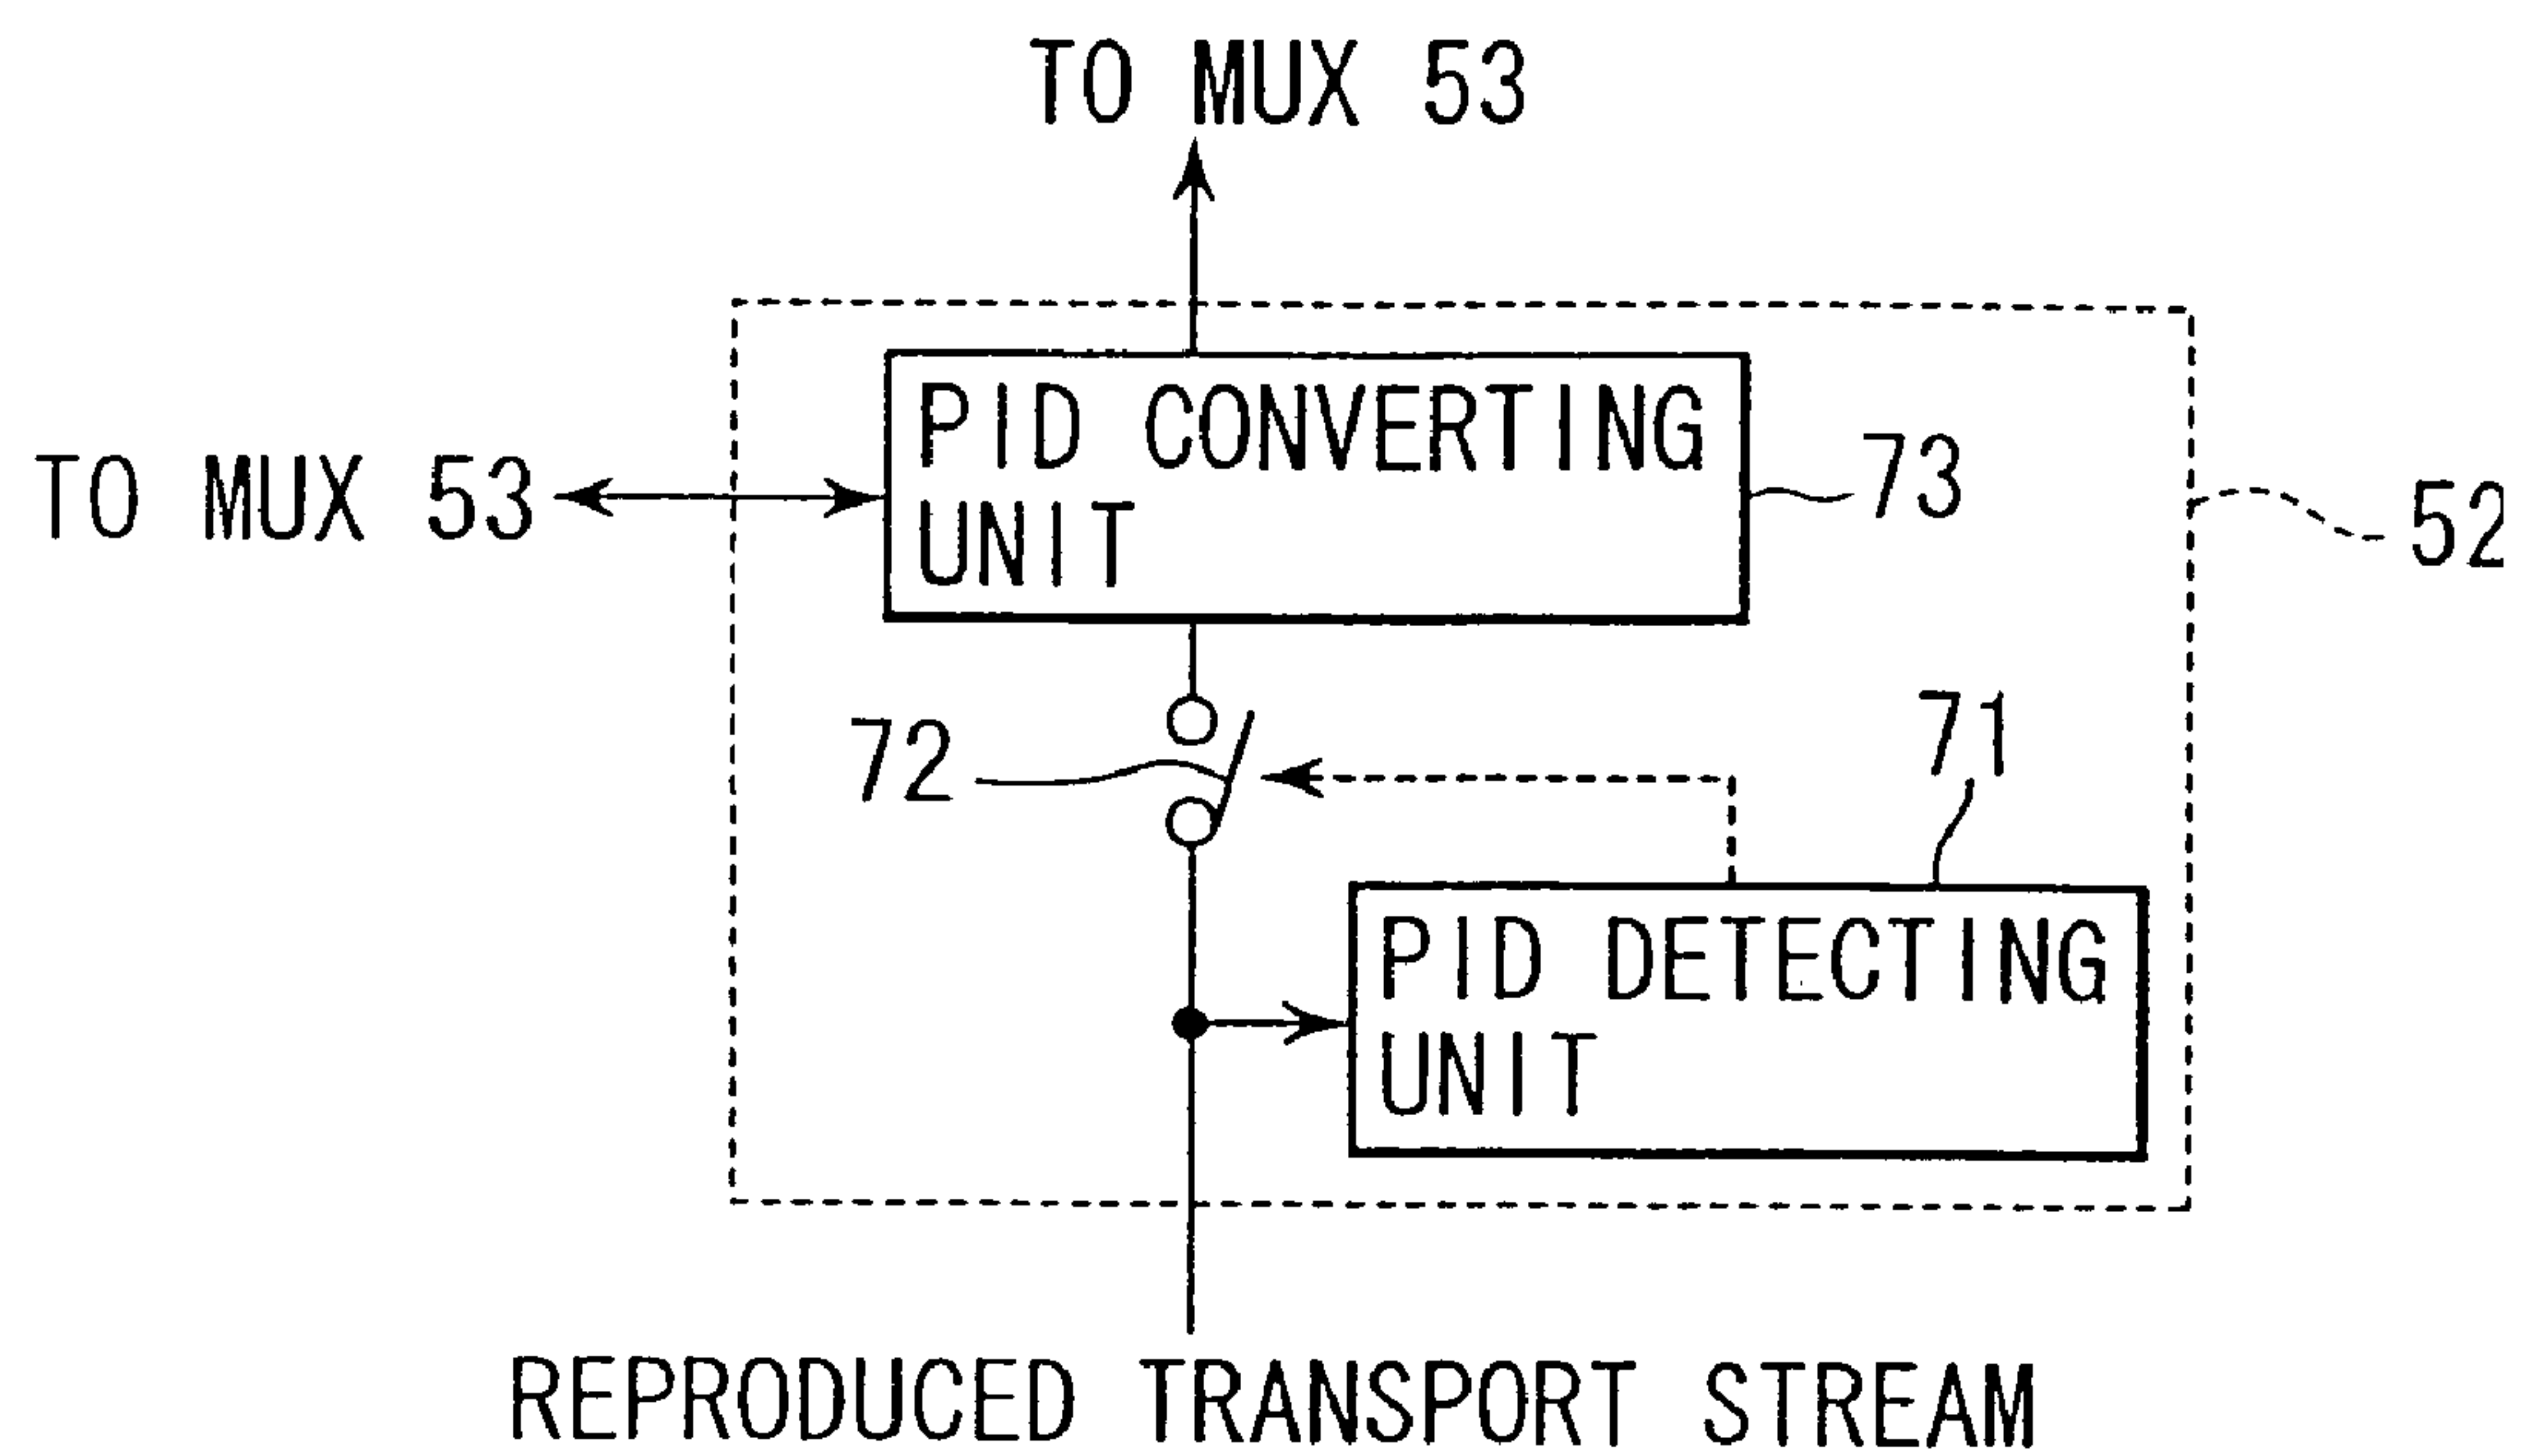 TO MUX 53
PID CONVERTING
UNIT
TO MUX 53
73
52
72
71
PID DETECTING
UNIT
REPRODUCED TRANSPORT STREAM